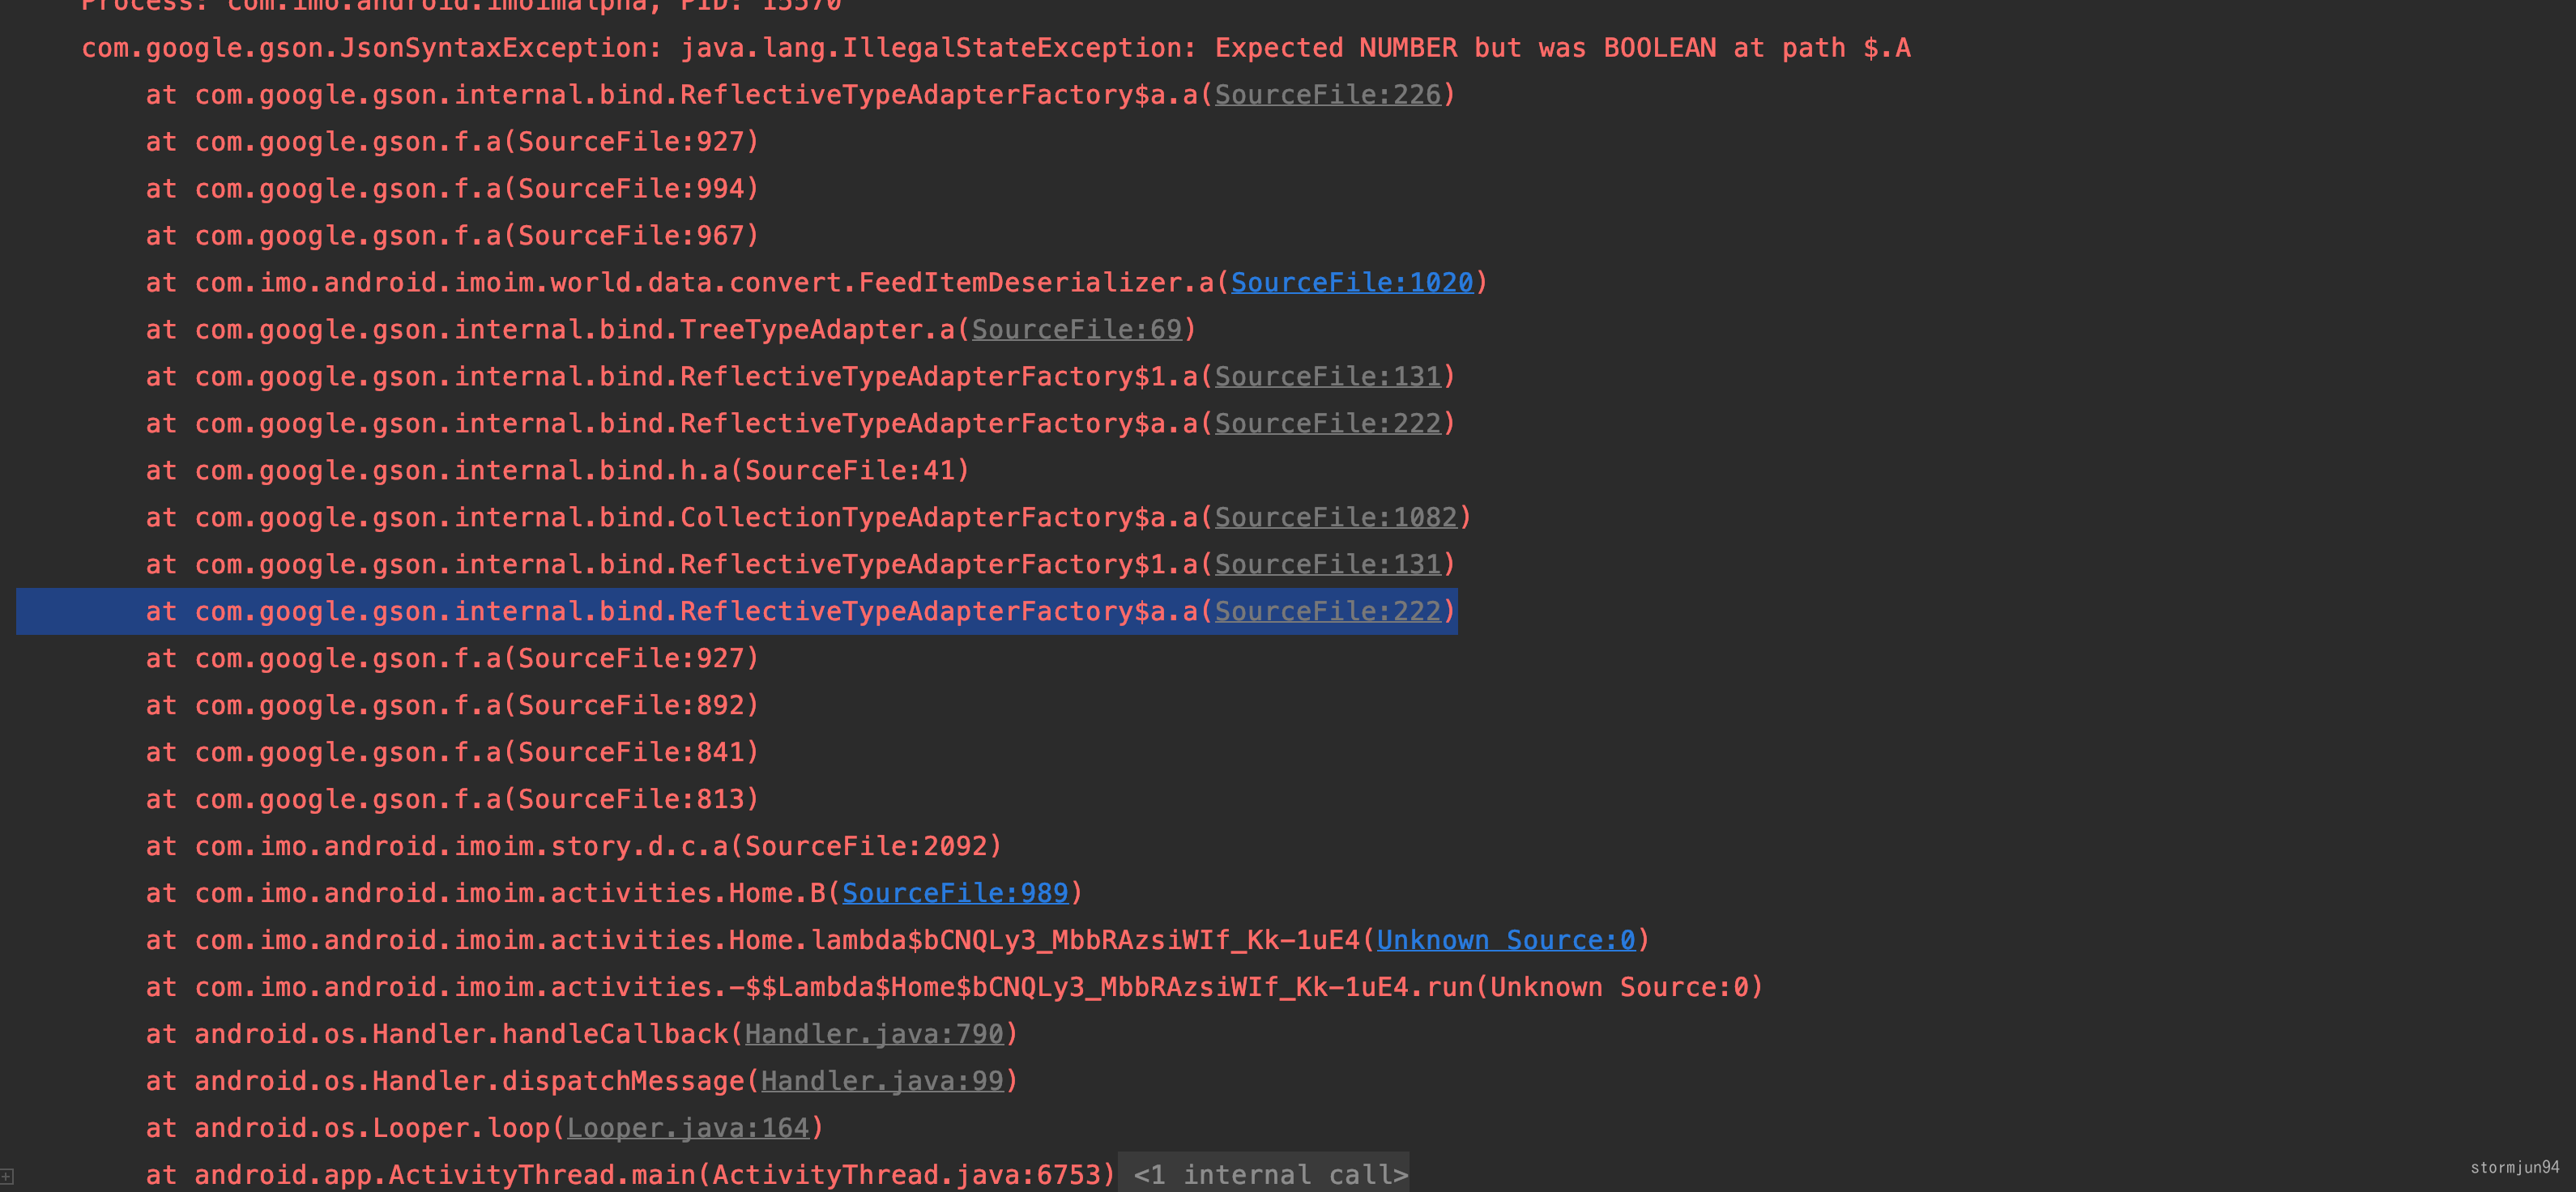 Process: com.imo.android.imoimalpha, PID: 15570
com.google.gson.JsonSyntaxException: java.lang.IllegalStateException: Expected NUMBER but was BOOLEAN at path $.A
at com.google.gson.internal.bind.ReflectiveTypeAdapterFactory$a.a(SourceFile:226)
at com.google.gson.f.a(SourceFile:927)
at com.google.gson.f.a(SourceFile:994)
at com.google.gson.f.a(SourceFile:967)
at com.imo.android.imoim.world.data.convert.FeedItemDeserializer.a(SourceFile:1020)
at com.google.gson.internal.bind.TreeTypeAdapter.a(SourceFile:69)
at com.google.gson.internal.bind.ReflectiveTypeAdapterFactory$1.a(SourceFile:131)
at com.google.gson.internal.bind.ReflectiveTypeAdapterFactory$a.a(SourceFile:222)
at com.google.gson.internal.bind.h.a(SourceFile:41)
at com.google.gson.internal.bind.CollectionTypeAdapterFactory$a.a(SourceFile:1082)
at com.google.gson.internal.bind.ReflectiveTypeAdapterFactory$1.a(SourceFile:131)
at com.google.gson.internal.bind.ReflectiveTypeAdapterFactory$a.a(SourceFile:222)
at com.google.gson.f.a(SourceFile:927)
at com.google.gson.f.a(SourceFile:892)
at com.google.gson.f.a(SourceFile:841)
at com.google.gson.f.a(SourceFile:813)
at com.imo.android.imoim.story.d.c.a(SourceFile:2092)
at com.imo.android.imoim.activities.Home.B(SourceFile:989)
at com.imo.android.imoim.activities.Home.lambda$bCNQLy3_MbbRAzsiWIf_Kk-1uE4(Unknown Source:0)
at com.imo.android.imoim.activities.-$$Lambda$Home$bCNQLy3_MbbRAzsiWIf_Kk-1uE4.run(Unknown Source:0)
at android.os.Handler.handleCallback(Handler.java:790)
at android.os.Handler.dispatchMessage(Handler.java:99)
at android.os.Looper.loop(Looper.java:164)
at android.app.ActivityThread.main(ActivityThread.java:6753) <1 internal call>
stormjun94